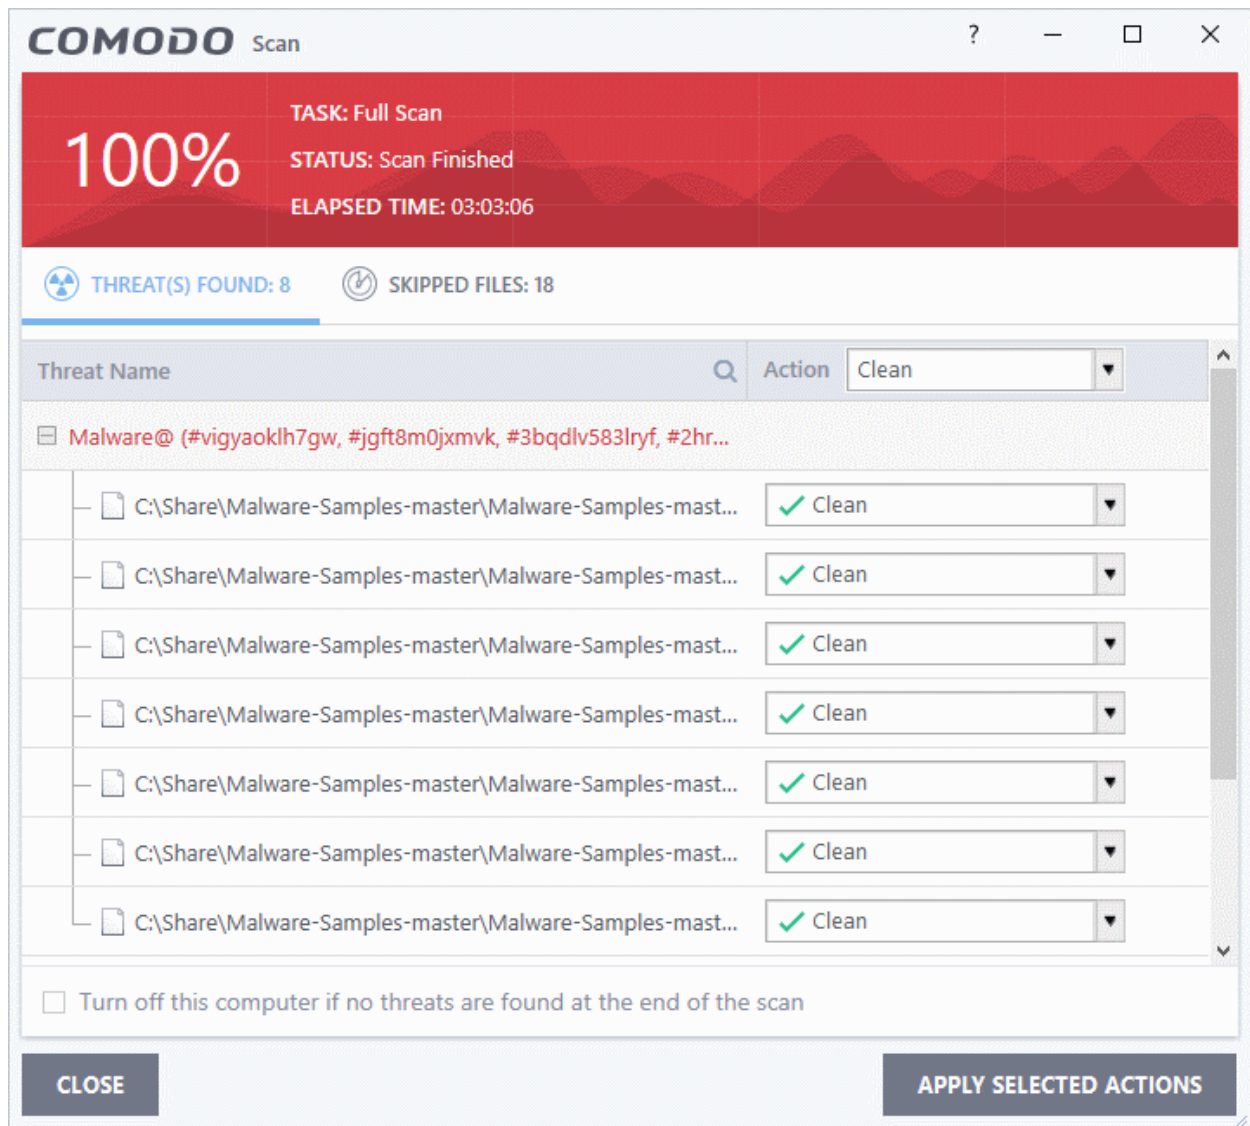 COMODO Scan ?
100%
TASK: Full Scan
STATUS: Scan Finished
ELAPSED TIME: 03:03:06
THREAT(S) FOUND: 8 SKIPPED FILES: 18
Threat Name Action Clean
Malware@ (#vigyaoklh7gw, #jgft8m0jxmvk, #3bqdlv583lryf, #2hr...
C:\Share\Malware-Samples-master\Malware-Samples-mast... Clean
C:\Share\Malware-Samples-master\Malware-Samples-mast... Clean
C:\Share\Malware-Samples-master\Malware-Samples-mast... Clean
C:\Share\Malware-Samples-master\Malware-Samples-mast... Clean
C:\Share\Malware-Samples-master\Malware-Samples-mast... Clean
C:\Share\Malware-Samples-master\Malware-Samples-mast... Clean
C:\Share\Malware-Samples-master\Malware-Samples-mast... Clean
Turn off this computer if no threats are found at the end of the scan
CLOSE APPLY SELECTED ACTIONS